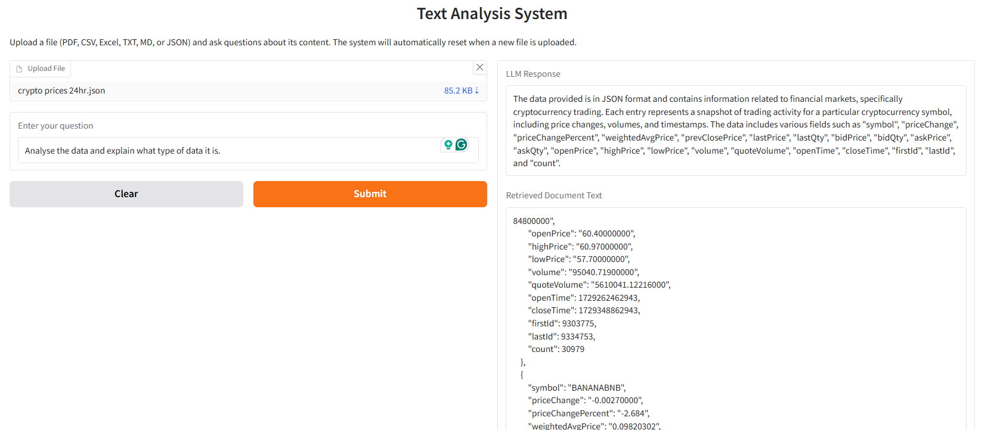 Text Analysis System
Upload a file (PDF, CSV, Excel, TXT, MD, or JSON) and ask questions about its content. The system will automatically reset when a new file is uploaded.
Upload File
crypto prices 24hr.json
85.2 KB ↓
Enter your question
Analyse the data and explain what type of data it is.
Clear
Submit
LLM Response
The data provided is in JSON format and contains information related to financial markets, specifically
cryptocurrency trading. Each entry represents a snapshot of trading activity for a particular cryptocurrency symbol,
including price changes, volumes, and timestamps. The data includes various fields such as "symbol", "priceChange",
"priceChangePercent", "weightedAvgPrice", "prevClosePrice", "lastPrice", "lastQty", "bidPrice", "bidQty", "askPrice",
"askQty", "openPrice", "highPrice", "lowPrice", "volume", "quoteVolume", "openTime", "closeTime", "firstId", "lastId",
and "count".
Retrieved Document Text
84800000",
"openPrice": "60.40000000",
"highPrice": "60.97000000",
"lowPrice": "57.70000000",
"volume": "95040.71900000",
"quoteVolume": "5610041.12216000",
"openTime": 1729262462943,
"closeTime": 1729348862943,
"firstId": 9303775,
"lastId": 9334753,
"count": 30979
},
{
"symbol": "BANANABNB",
"priceChange": "-0.00270000",
"priceChangePercent": "-2.684",
"weightedAvgPrice": "0.09820302",